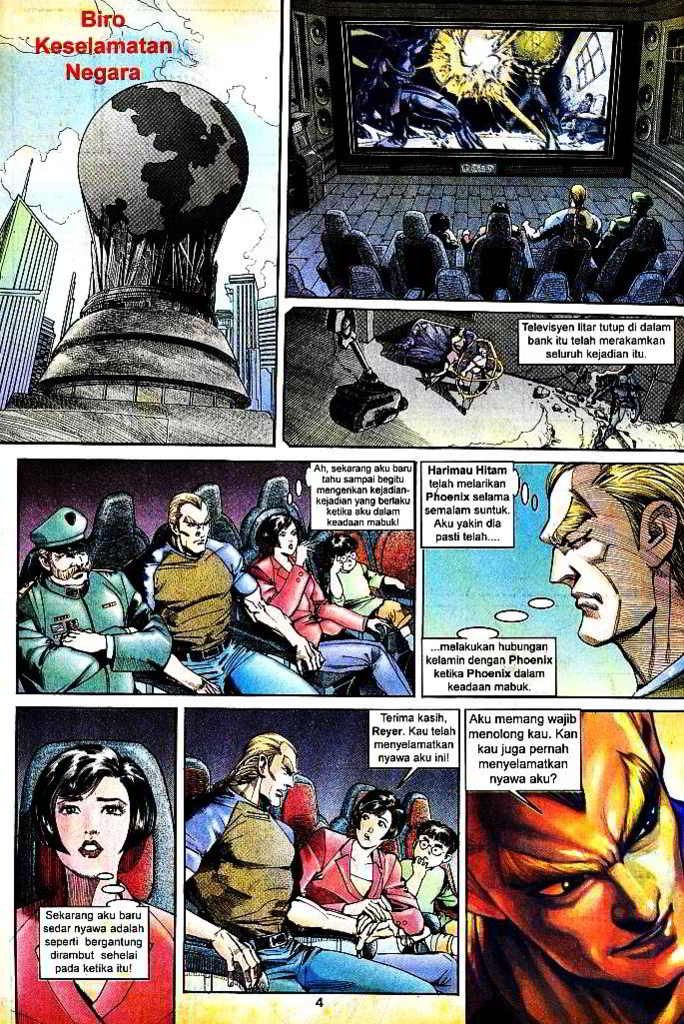 Biro
Keselamatan
Negara
Televisyen litar tutup di dalam
bank itu telah merakamkan
seluruh kejadian itu.
Ah, sekarang aku baru
tahu sampai begitu
mengenkan kejadian-
kejadian yang berlaku
ketika aku dalam
keadaan mabuk!
Harimau Hitam
telah melarikan
Phoenix selama
semalam suntuk.
Aku yakin dia
pasti telah....
...melakukan hubungan
kelamin dengan Phoenix
ketika Phoenix dalam
keadaan mabuk.
Sekarang aku baru
sedar nyawa adalah
seperti bergantung
dirambut sehelai
pada ketika itu!
Terima kasih,
Reyer. Kau telah
menyelamatkan
nyawa aku ini!
Aku memang wajib
menolong kau. Kan
kau juga pernah
menyelamatkan
nyawa aku?
4